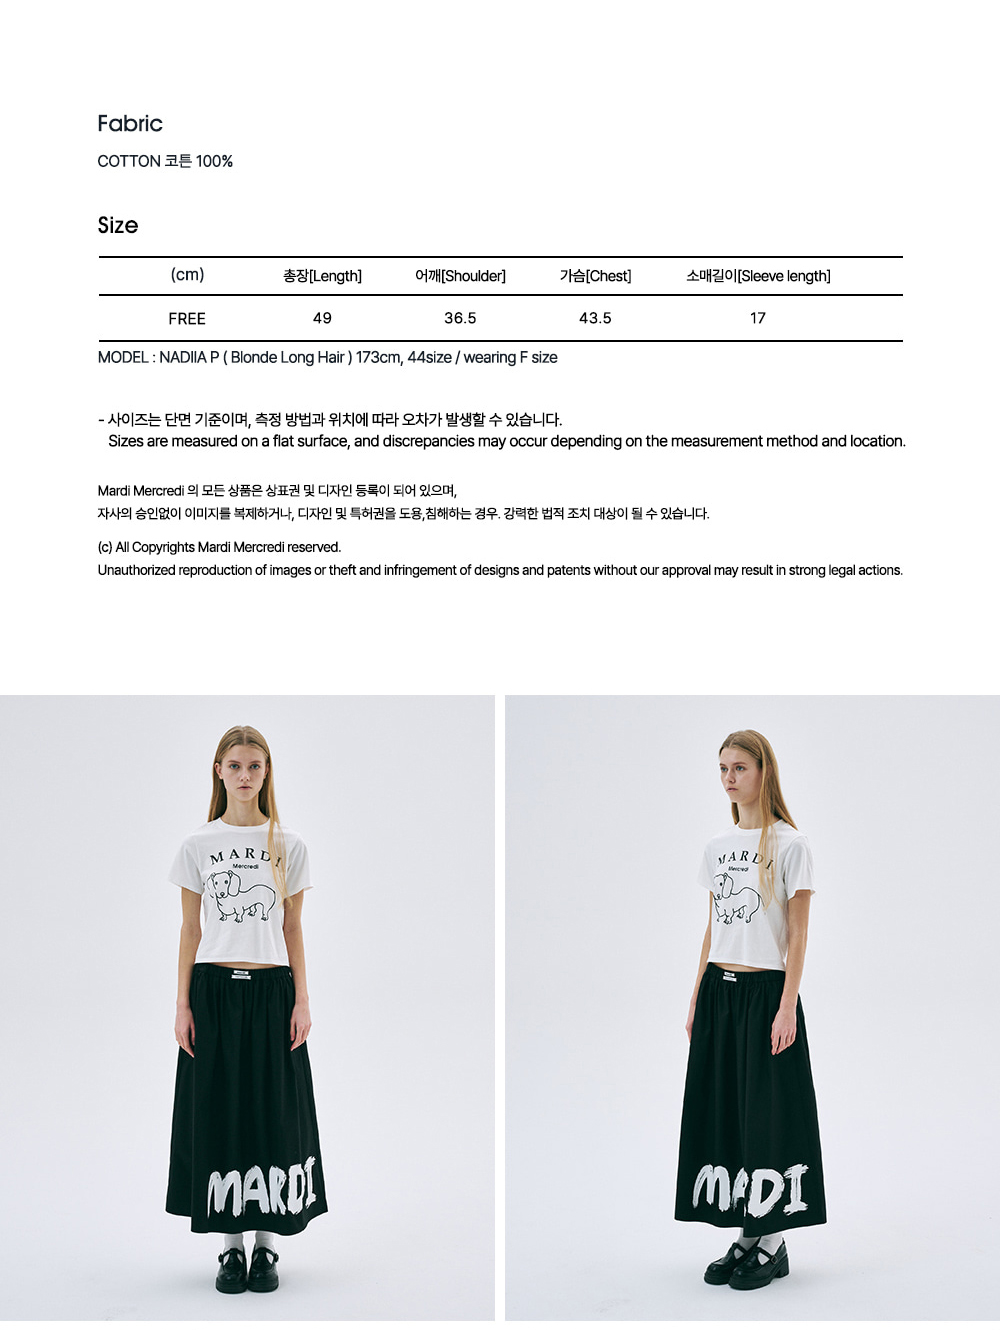 Fabric
COTTON 코튼 100%
Size
(cm) 총장[Length] 어깨[Shoulder] 가슴[Chest] 소매길이[Sleeve length]
FREE 49 36.5 43.5 17
MODEL : NADIIA P ( Blonde Long Hair ) 173cm, 44size / wearing F size
- 사이즈는 단면 기준이며, 측정 방법과 위치에 따라 오차가 발생할 수 있습니다.
Sizes are measured on a flat surface, and discrepancies may occur depending on the measurement method and location.
Mardi Mercredi 의 모든 상품은 상표권 및 디자인 등록이 되어 있으며,
자사의 승인없이 이미지를 복제하거나, 디자인 및 특허권을 도용,침해하는 경우. 강력한 법적 조치 대상이 될 수 있습니다.
(c) All Copyrights Mardi Mercredi reserved.
Unauthorized reproduction of images or theft and infringement of designs and patents without our approval may result in strong legal actions.
MARDI
Mercredi
MARDI
MARDI
Mercredi
MADI